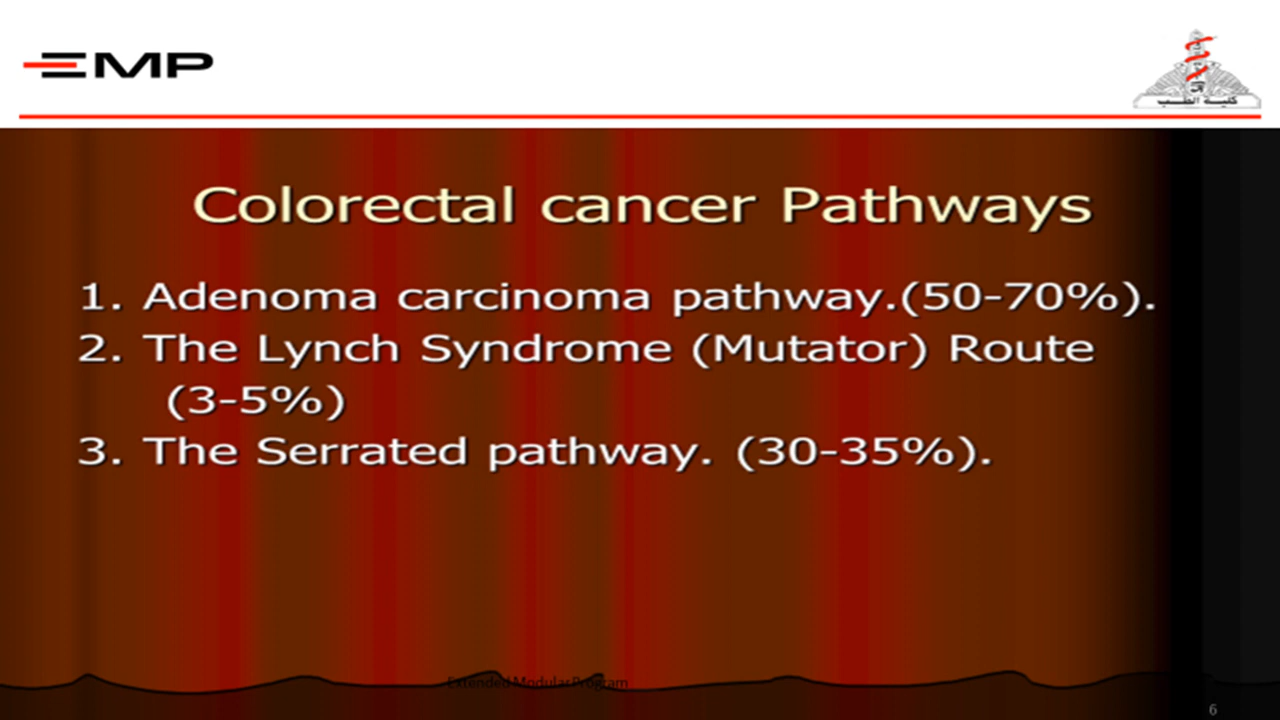 EMP
كلية الطب
Colorectal cancer Pathways
1. Adenoma carcinoma pathway.(50-70%).
2. The Lynch Syndrome (Mutator) Route
(3-5%)
3. The Serrated pathway. (30-35%).
Extended Modular Program
6